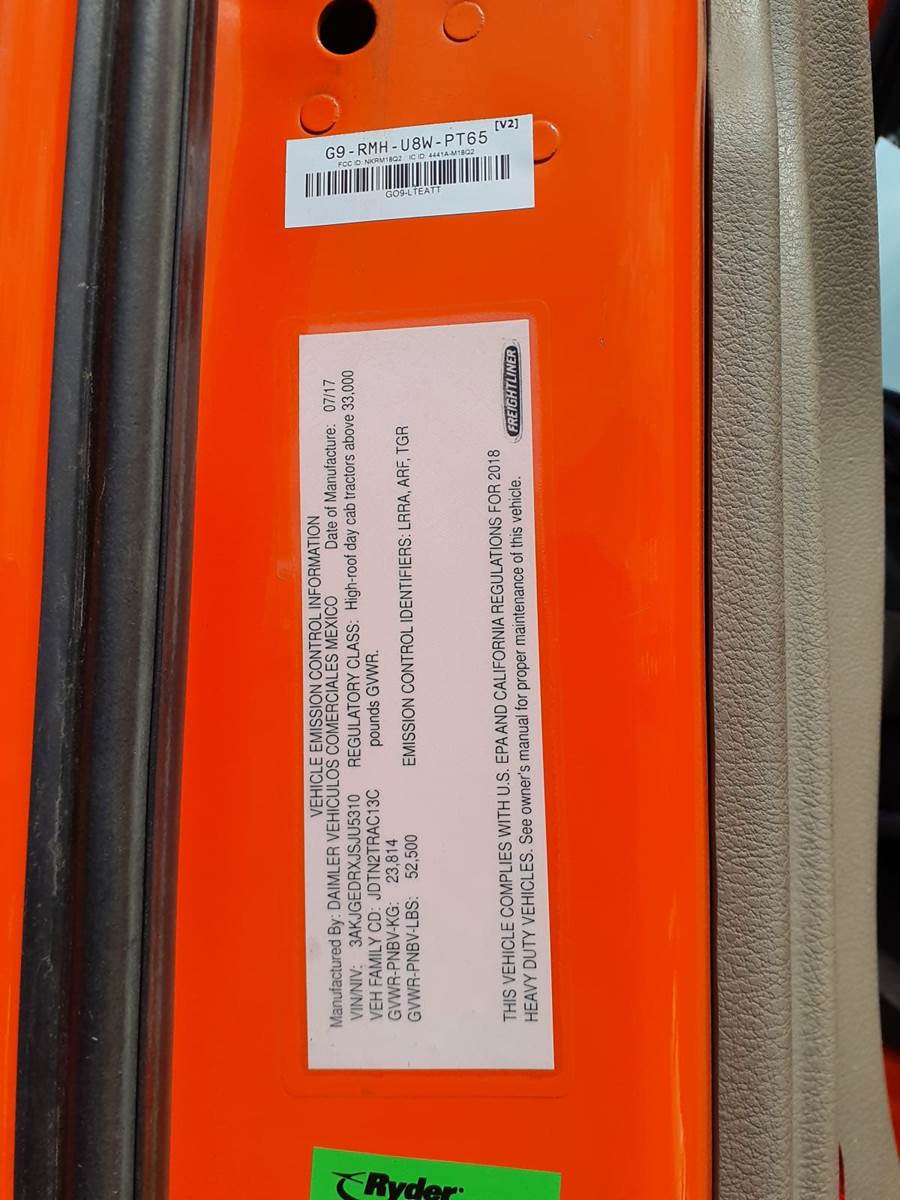 [V2]
G9-RMH-U8W-PT65
FCC ID: NKRM18Q2 IC ID: 4441A-M18Q2
GO9-LTEATT
FREIGHTLINER
VEHICLE EMISSION CONTROL INFORMATION
Manufactured By: DAIMLER VEHICULOS COMERCIALES MEXICO Date of Manufacture: 07/17
VIN/NIV: 3AKJGEDRXJSJU5310 REGULATORY CLASS: High-roof day cab tractors above 33,000
VEH FAMILY CD: JDTN2TRAC13C pounds GVWR.
GVWR-PNBV-KG: 23,814
GVWR-PNBV-LBS: 52,500 EMISSION CONTROL IDENTIFIERS: LRRA, ARF, TGR
THIS VEHICLE COMPLIES WITH U.S. EPA AND CALIFORNIA REGULATIONS FOR 2018
HEAVY DUTY VEHICLES. See owner's manual for proper maintenance of this vehicle.
Ryder